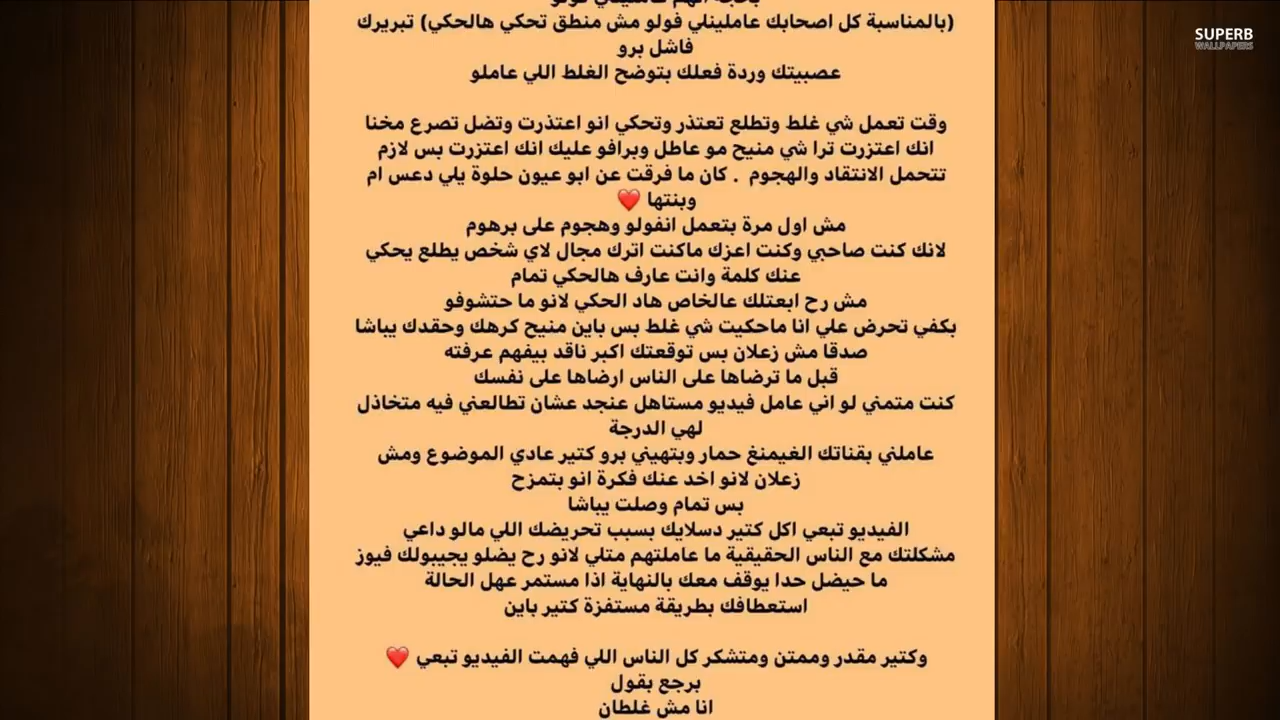 بحجة انهم عامليلي فولو
(بالمناسبة كل اصحابك عاملينلي فولو مش منطق تحكي هالحكي) تبريرك
فاشل برو
عصبيتك وردة فعلك بتوضح الغلط اللي عاملو
وقت تعمل شي غلط وتطلع تعتذر وتحكي انو اعتذرت وتضل تصرع مخنا
انك اعتزرت ترا شي منيح مو عاطل وبرافو عليك انك اعتزرت بس لازم
تتحمل الانتقاد والهجوم . كان ما فرقت عن ابو عيون حلوة يلي دعس ام
وبنتها ❤️
مش اول مرة بتعمل انفولو وهجوم على برهوم
لانك كنت صاحبي وكنت اعزك ماكنت اترك مجال لاي شخص يطلع يحكي
عنك كلمة وانت عارف هالحكي تمام
مش رح ابعتلك عالخاص هاد الحكي لانو ما حتشوفو
بكفي تحرض علي انا ماحكيت شي غلط بس باين منيح كرهك وحقدك يباشا
صدقا مش زعلان بس توقعتك اكبر ناقد بيفهم عرفته
قبل ما ترضاها على الناس ارضاها على نفسك
كنت متمني لو اني عامل فيديو مستاهل عنجد عشان تطالعني فيه متخاذل
لهي الدرجة
عاملني بقناتك الغيمنغ حمار وبتهيني برو كتير عادي الموضوع ومش
زعلان لانو اخد عنك فكرة انو بتمزح
بس تمام وصلت يباشا
الفيديو تبعي اكل كتير دسلايك بسبب تحريضك اللي مالو داعي
مشكلتك مع الناس الحقيقية ما عاملتهم متلي لانو رح يضلو يجيبولك فيوز
ما حيضل حدا يوقف معك بالنهاية اذا مستمر عهل الحالة
استعطافك بطريقة مستفزة كتير باين
وكتير مقدر وممتن ومتشكر كل الناس اللي فهمت الفيديو تبعي ❤️
برجع بقول
انا مش غلطان
SUPERB
WALLPAPERS